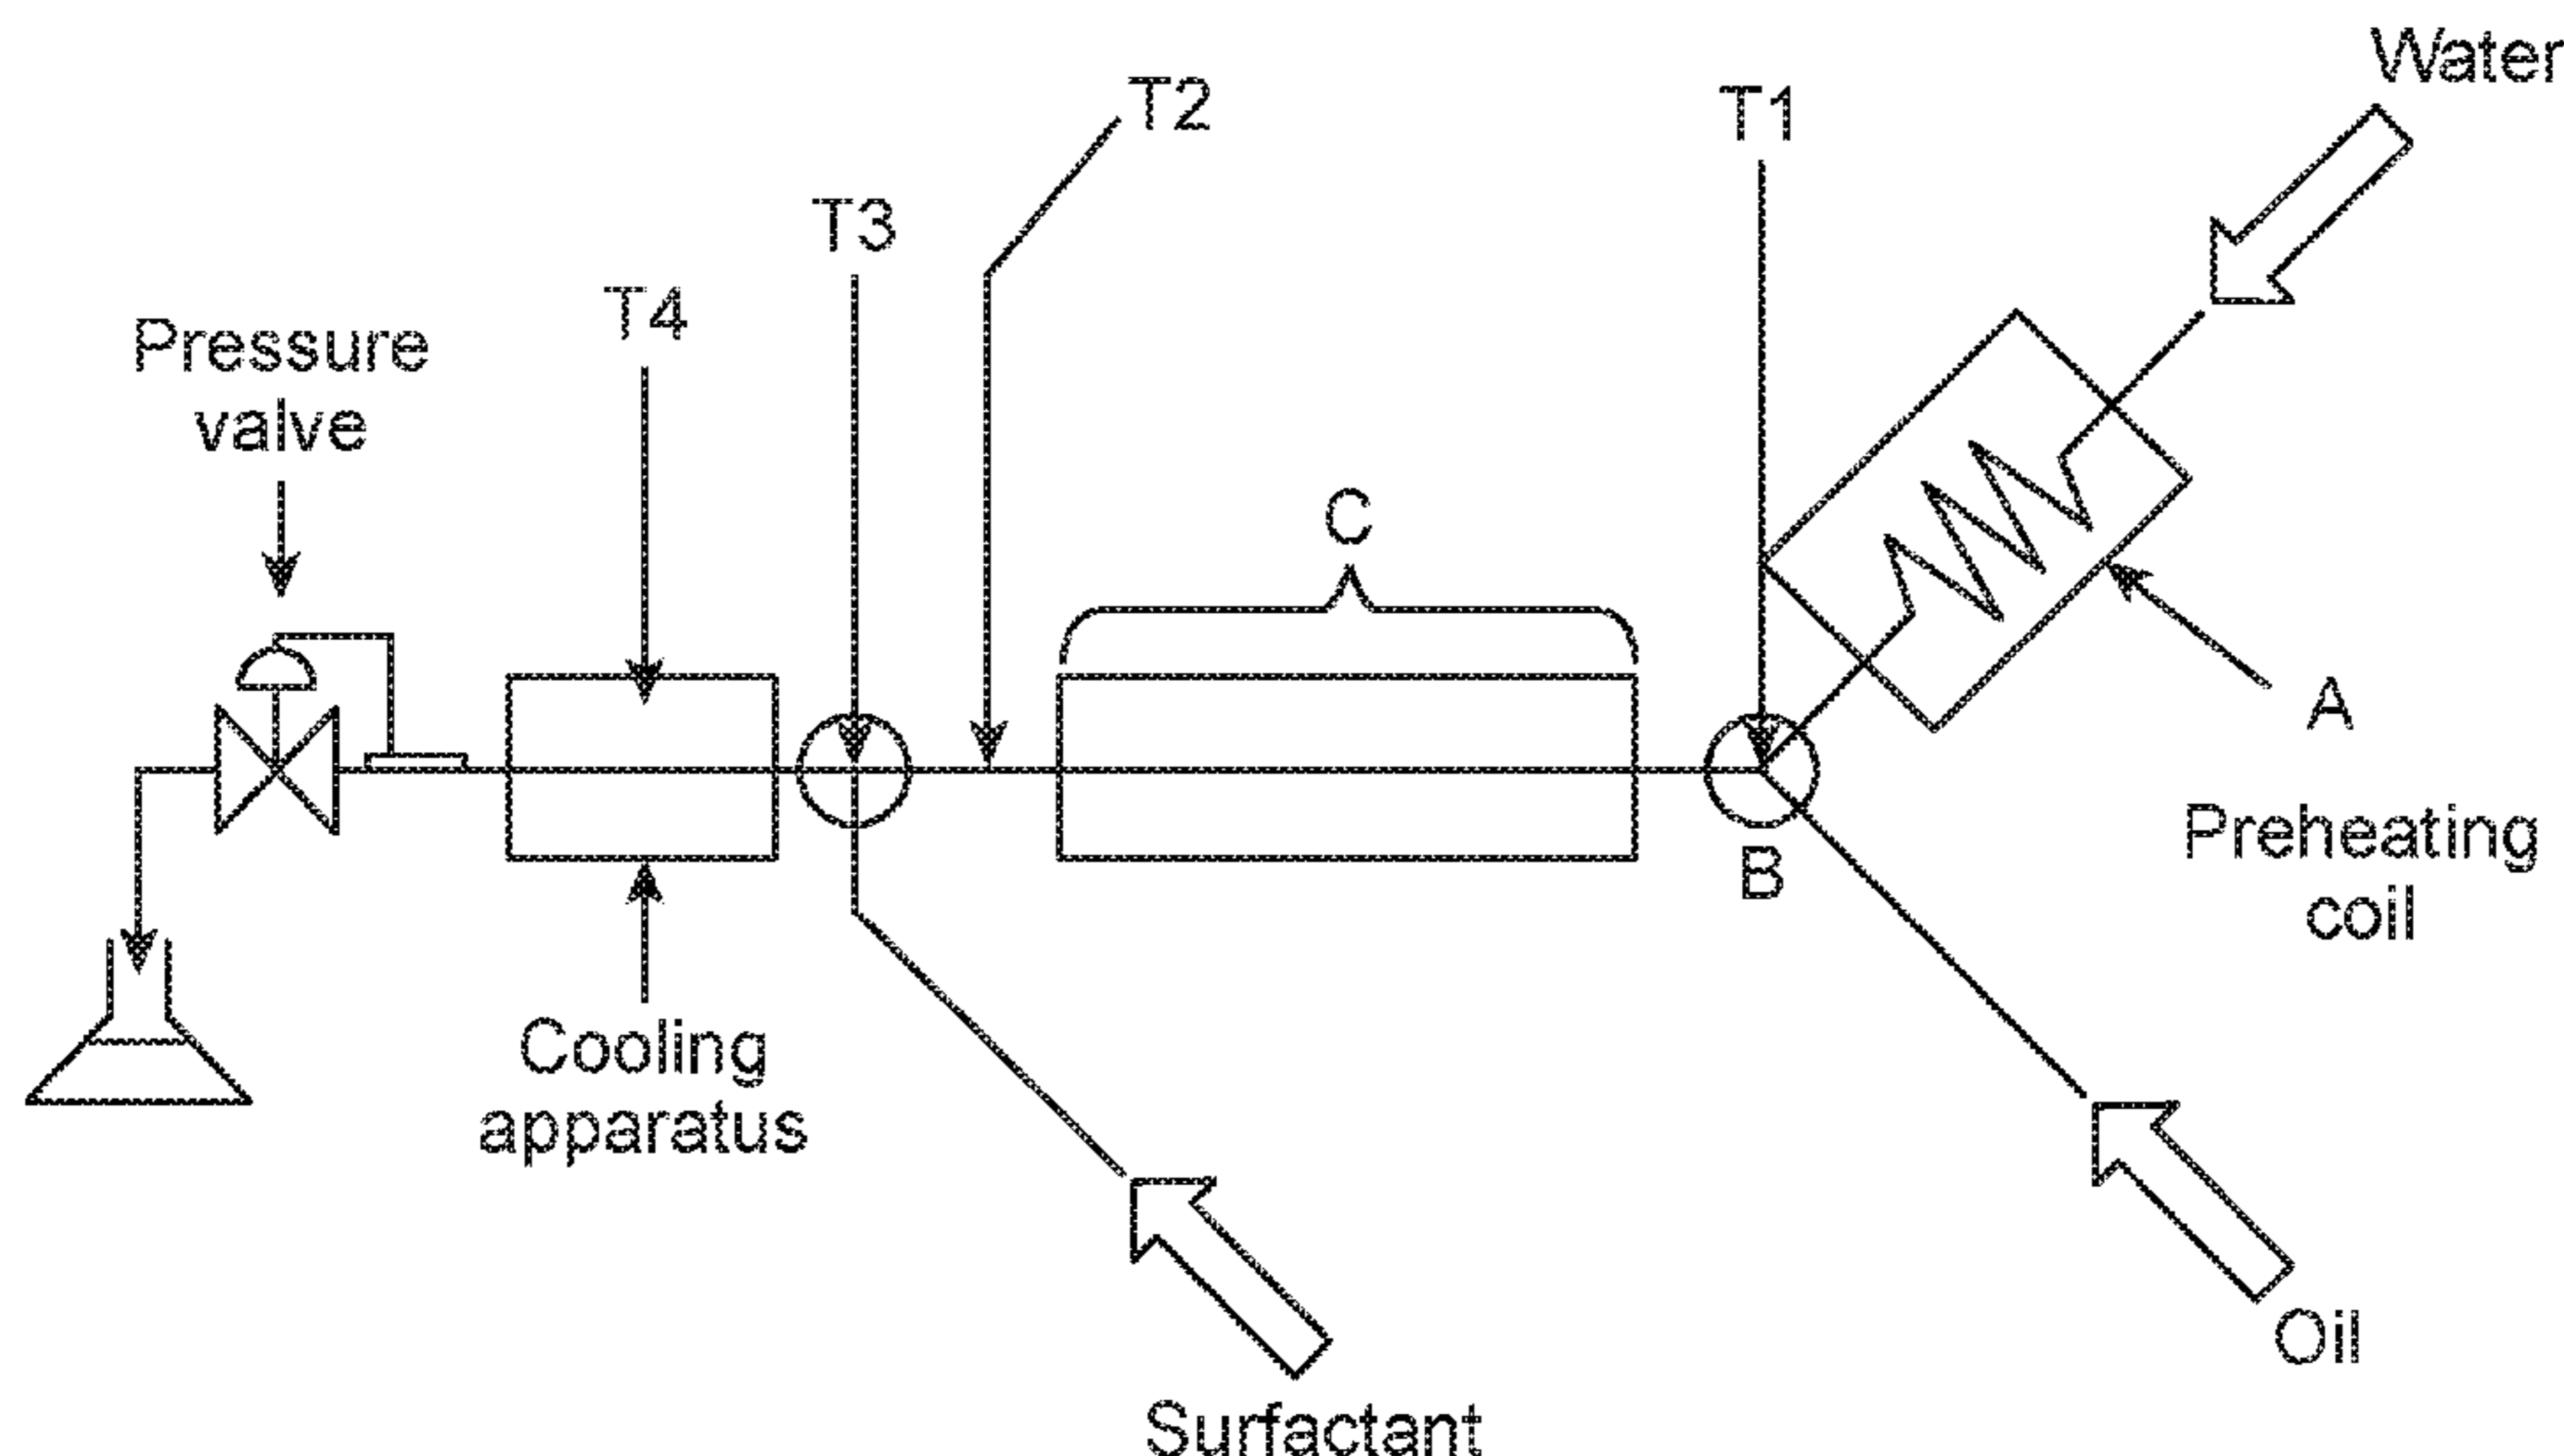 Water
T2
T1
T3
T4
Pressure
valve
C
A
Preheating
coil
B
Cooling
apparatus
Oil
Surfactant